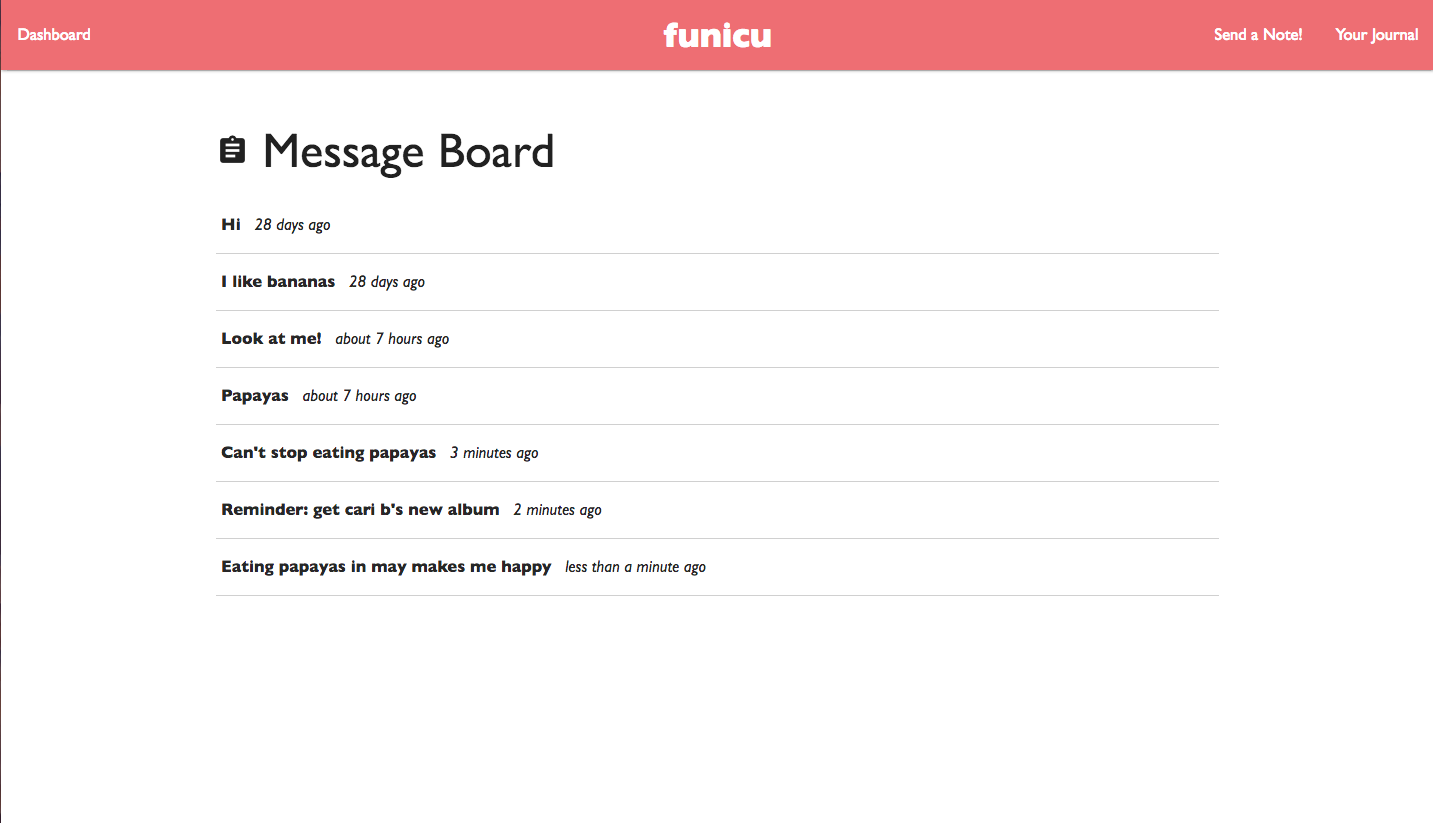 Dashboard funicu Send a Note! Your Journal
Message Board
Hi 28 days ago
I like bananas 28 days ago
Look at me! about 7 hours ago
Papayas about 7 hours ago
Can't stop eating papayas 3 minutes ago
Reminder: get cari b's new album 2 minutes ago
Eating papayas in may makes me happy less than a minute ago